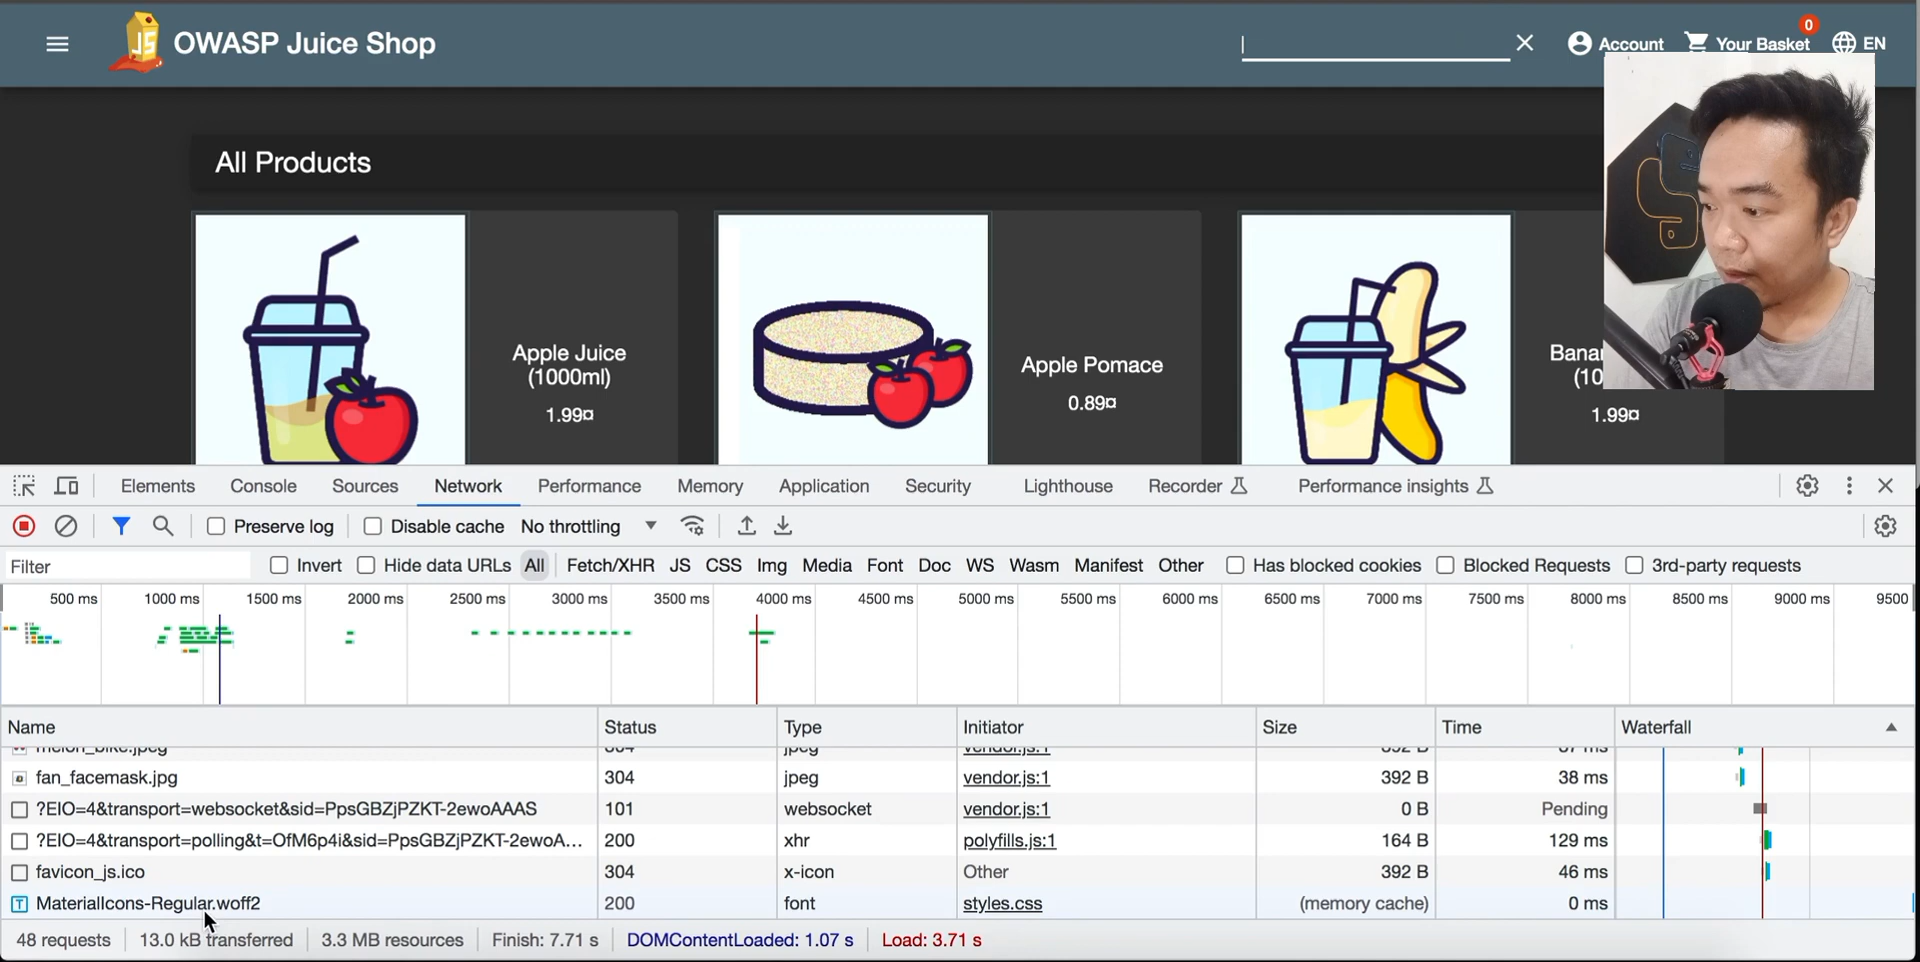 OWASP Juice Shop
0
Account Your Basket EN
All Products
Apple Juice
(1000ml)
1.99¤
Apple Pomace
0.89¤
1.99¤
Elements Console Sources Network Performance Memory Application Security Lighthouse Recorder Performance insights
Preserve log Disable cache No throttling
Filter Invert Hide data URLs All Fetch/XHR JS CSS Img Media Font Doc WS Wasm Manifest Other Has blocked cookies Blocked Requests 3rd-party requests
500 ms 1000 ms 1500 ms 2000 ms 2500 ms 3000 ms 3500 ms 4000 ms 4500 ms 5000 ms 5500 ms 6000 ms 6500 ms 7000 ms 7500 ms 8000 ms 8500 ms 9000 ms 9500
Name Status Type Initiator Size Time Waterfall
fan_facemask.jpg 304 jpeg vendor.js:1 392 B 38 ms
?EIO=4&transport=websocket&sid=PpsGBZjPZKT-2ewoAAAS 101 websocket vendor.js:1 0 B Pending
?EIO=4&transport=polling&t=OfM6p4i&sid=PpsGBZjPZKT-2ewoA... 200 xhr polyfills.js:1 164 B 129 ms
favicon_js.ico 304 x-icon Other 392 B 46 ms
MaterialIcons-Regular.woff2 200 font styles.css (memory cache) 0 ms
48 requests 13.0 kB transferred 3.3 MB resources Finish: 7.71 s DOMContentLoaded: 1.07 s Load: 3.71 s